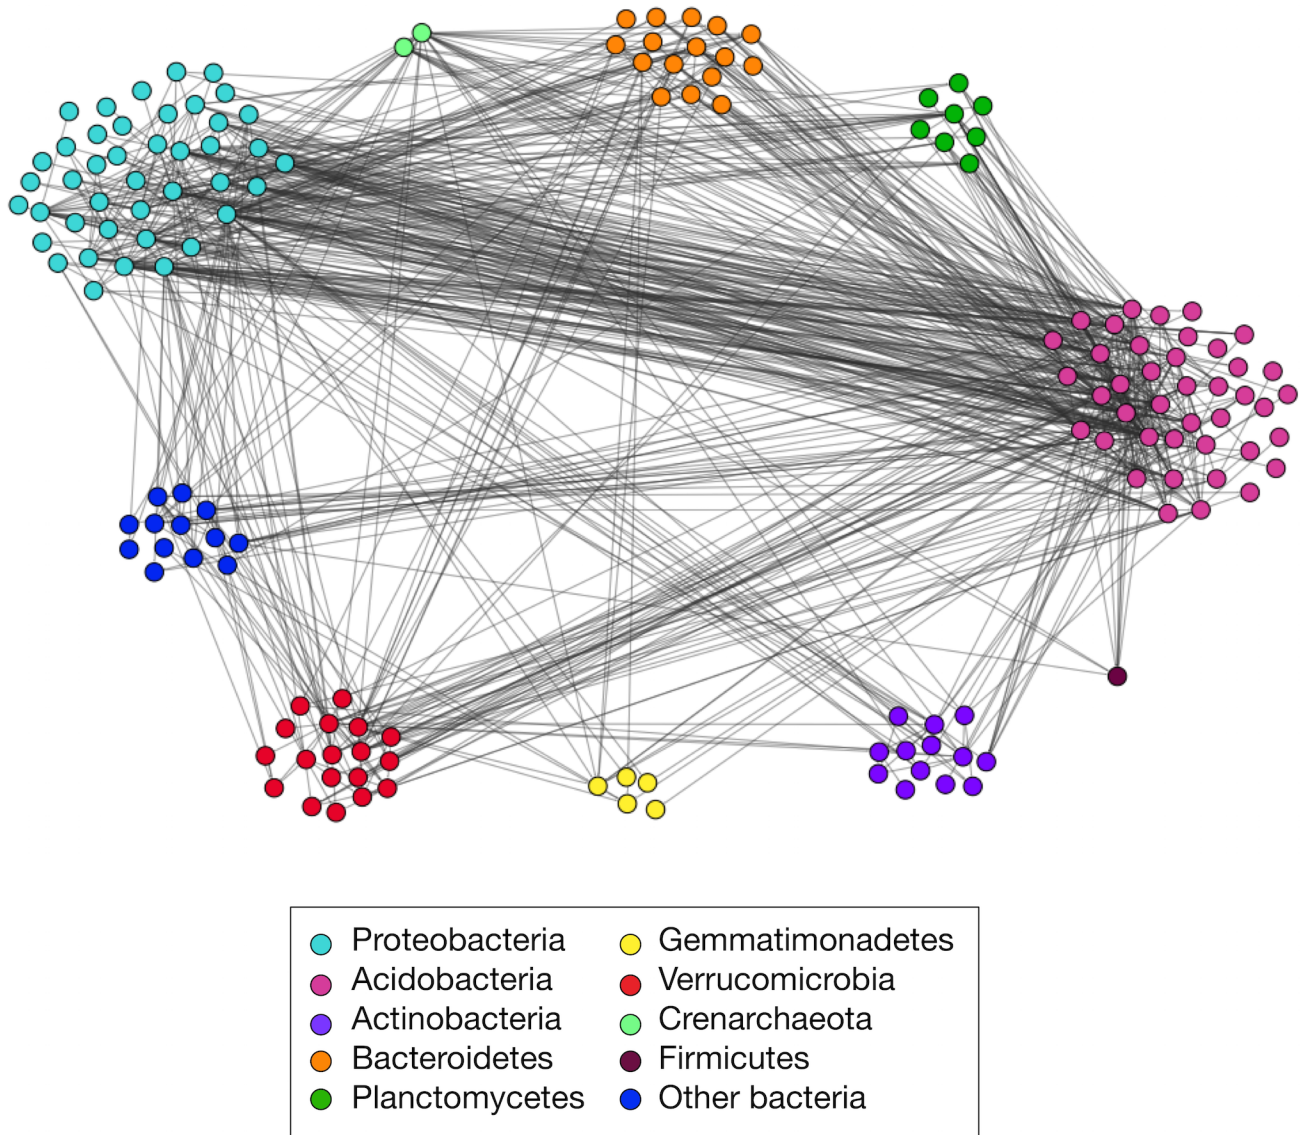 Proteobacteria
Acidobacteria
Actinobacteria
Bacteroidetes
Planctomycetes
Gemmatimonadetes
Verrucomicrobia
Crenarchaeota
Firmicutes
Other bacteria